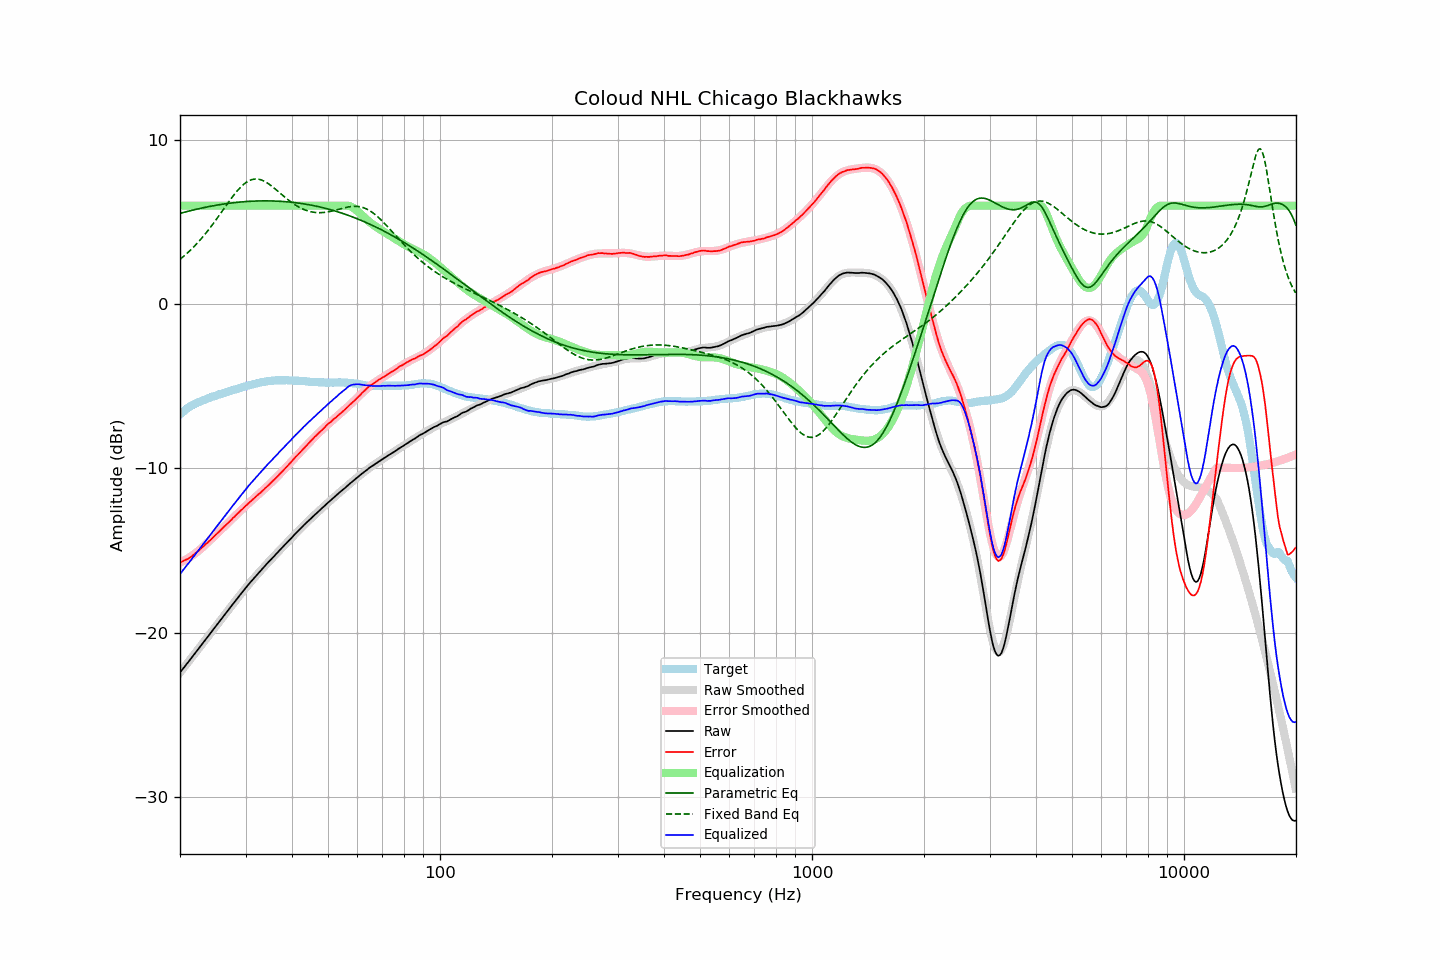 Coloud NHL Chicago Blackhawks
10
0
−10
−20
−30
Amplitude (dBr)
Target
Raw Smoothed
Error Smoothed
Raw
Error
Equalization
Parametric Eq
Fixed Band Eq
Equalized
100
1000
10000
Frequency (Hz)